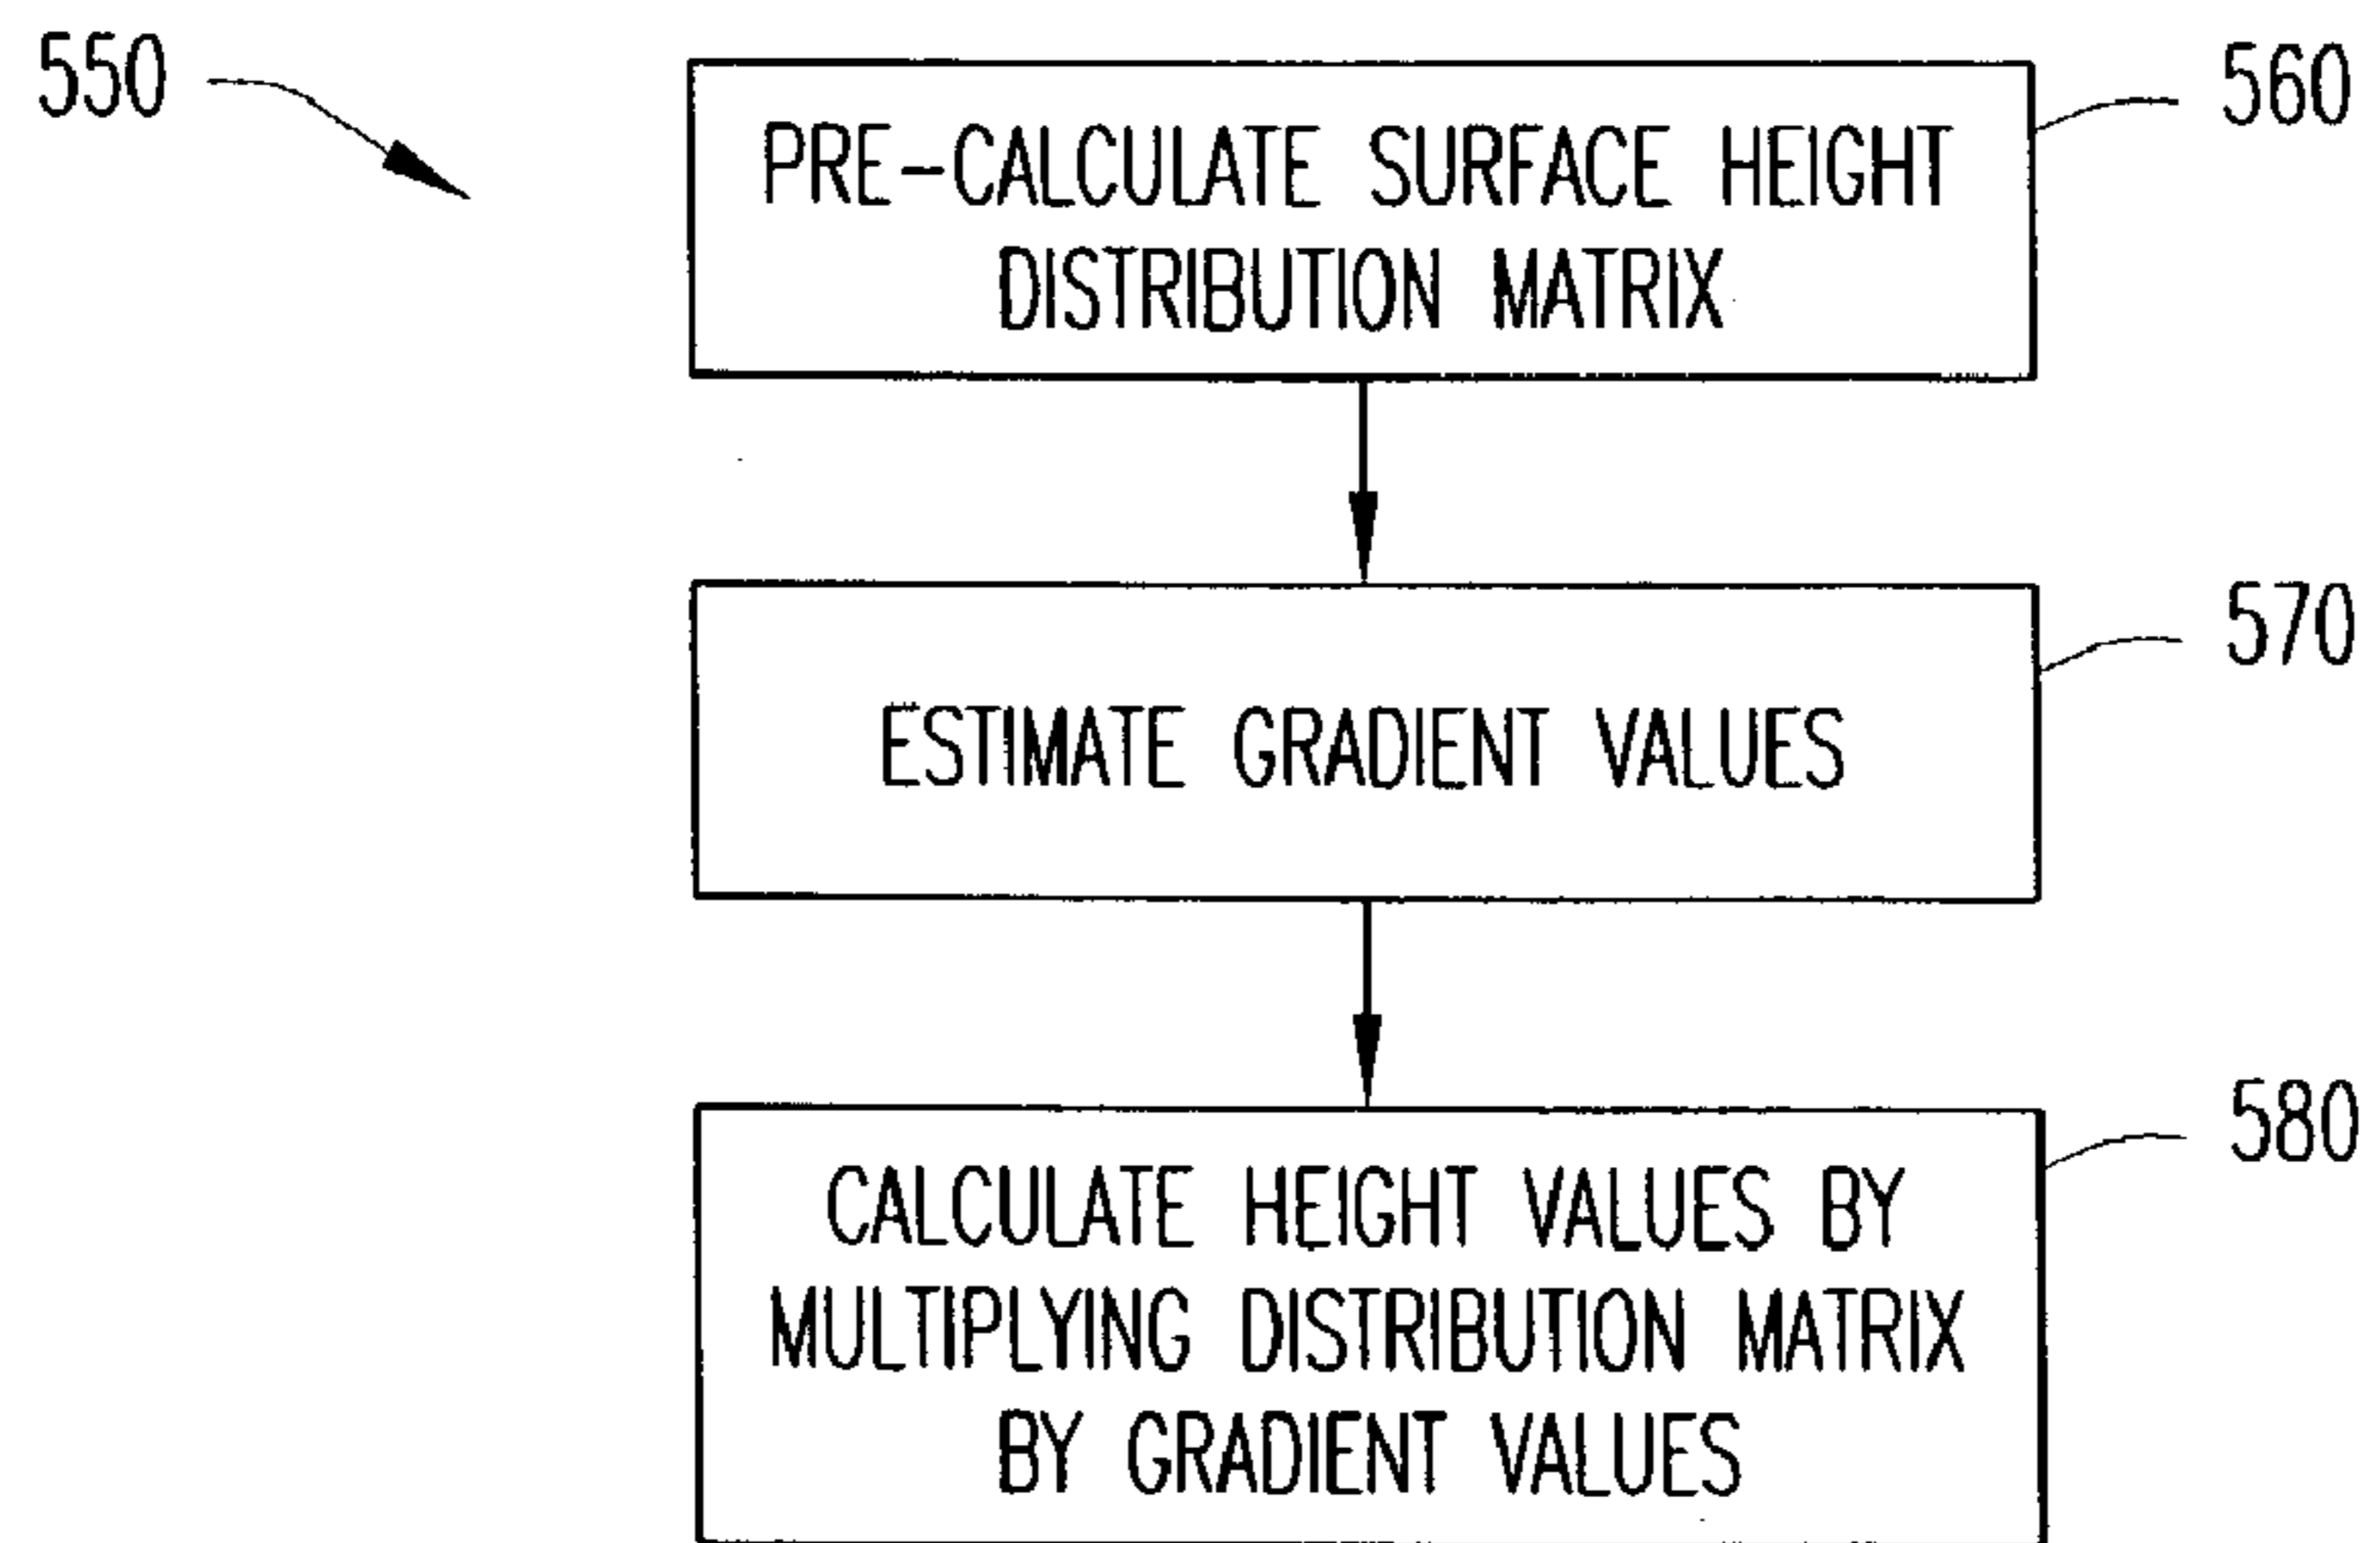 550
560
PRE-CALCULATE SURFACE HEIGHT
DISTRIBUTION MATRIX
570
ESTIMATE GRADIENT VALUES
580
CALCULATE HEIGHT VALUES BY
MULTIPLYING DISTRIBUTION MATRIX
BY GRADIENT VALUES